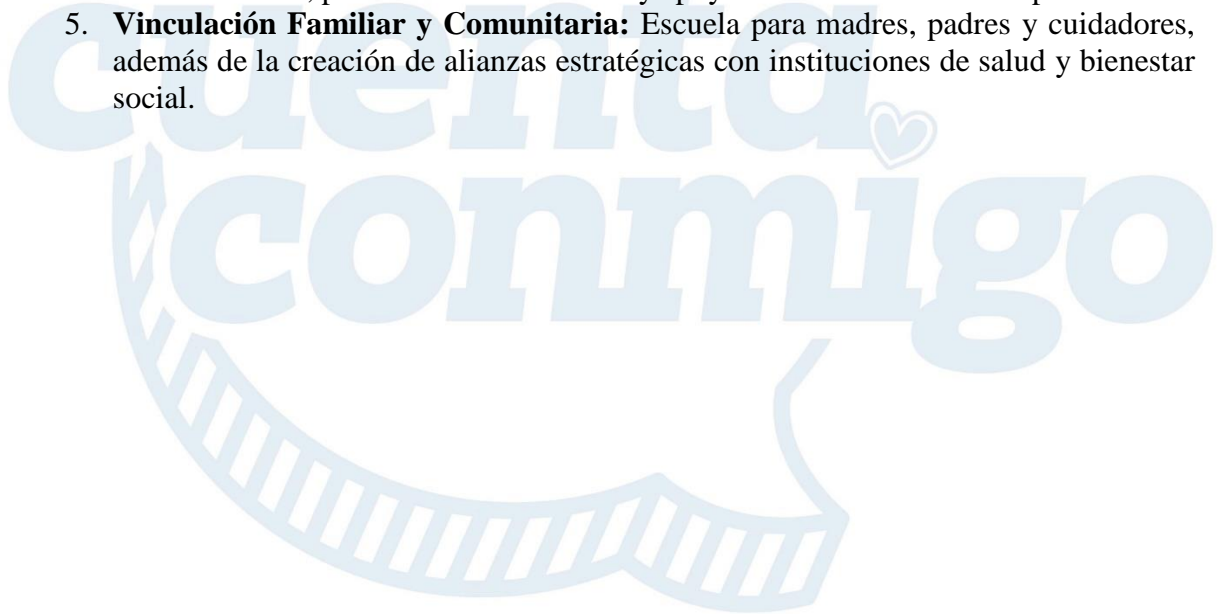 5. Vinculación Familiar y Comunitaria: Escuela para madres, padres y cuidadores,
además de la creación de alianzas estratégicas con instituciones de salud y bienestar
social.
cuenta
conmigo